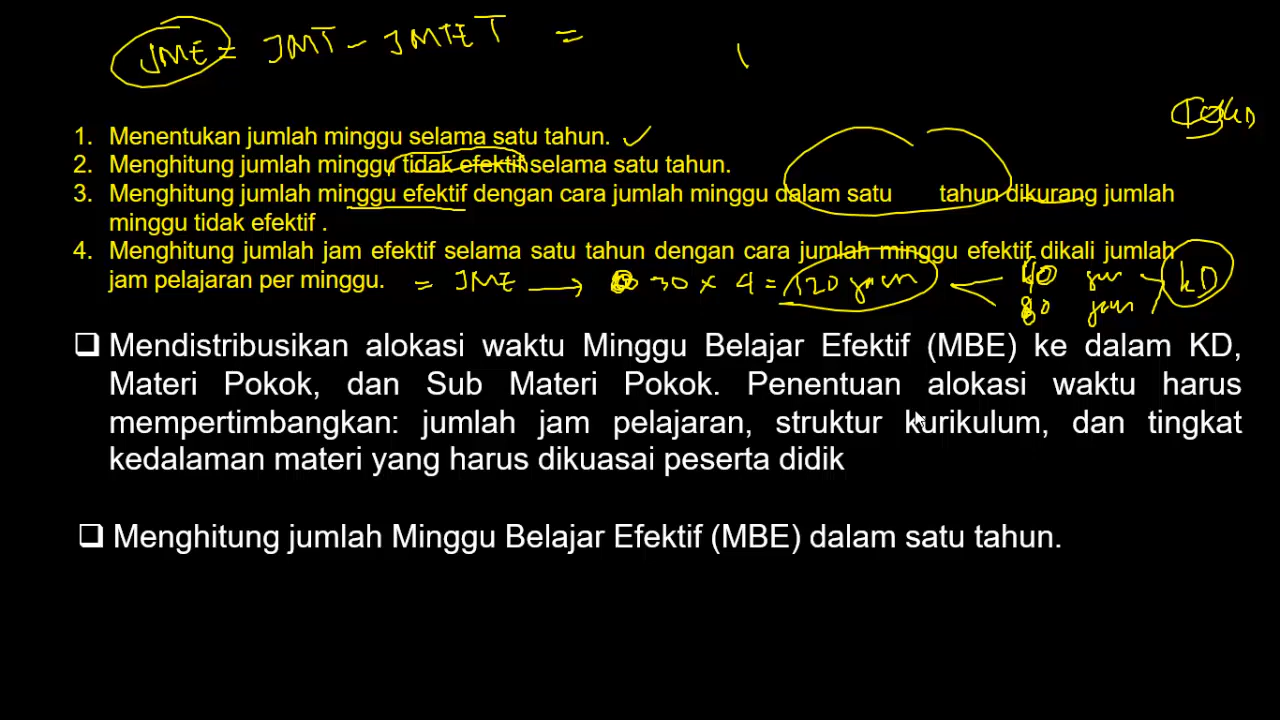 JME = JMT - JMTET =
10 KD
1. Menentukan jumlah minggu selama satu tahun. ✓
2. Menghitung jumlah minggu tidak efektif selama satu tahun.
3. Menghitung jumlah minggu efektif dengan cara jumlah minggu dalam satu tahun dikurang jumlah
minggu tidak efektif .
4. Menghitung jumlah jam efektif selama satu tahun dengan cara jumlah minggu efektif dikali jumlah
jam pelajaran per minggu. = JME → 30 x 4 = 120 jam 40 jam KD
80 jam
❑ Mendistribusikan alokasi waktu Minggu Belajar Efektif (MBE) ke dalam KD,
Materi Pokok, dan Sub Materi Pokok. Penentuan alokasi waktu harus
mempertimbangkan: jumlah jam pelajaran, struktur kurikulum, dan tingkat
kedalaman materi yang harus dikuasai peserta didik
❑ Menghitung jumlah Minggu Belajar Efektif (MBE) dalam satu tahun.